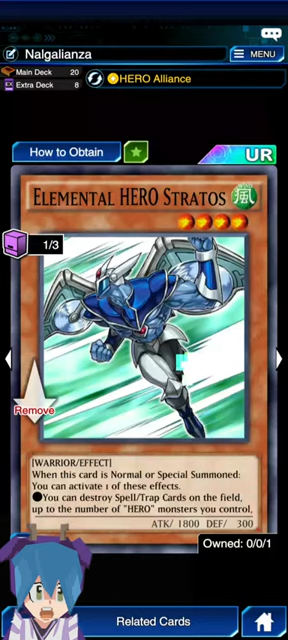 Nalgalianza
MENU
Main Deck 20
EX Extra Deck 8
HERO Alliance
How to Obtain
UR
ELEMENTAL HERO STRATOS
WIND
風
1/3
Remove
[WARRIOR/EFFECT]
When this card is Normal or Special Summoned:
You can activate 1 of these effects.
●You can destroy Spell/Trap Cards on the field,
up to the number of "HERO" monsters you control,
ATK/ 1800 DEF/ 300
Owned: 0/0/1
Related Cards